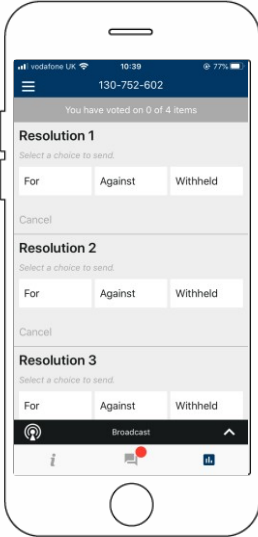 vodafone UK 10:39 77%
130-752-602
You have voted on 0 of 4 items
Resolution 1
Select a choice to send.
For Against Withheld
Cancel
Resolution 2
Select a choice to send.
For Against Withheld
Cancel
Resolution 3
Select a choice to send.
For Against Withheld
Broadcast